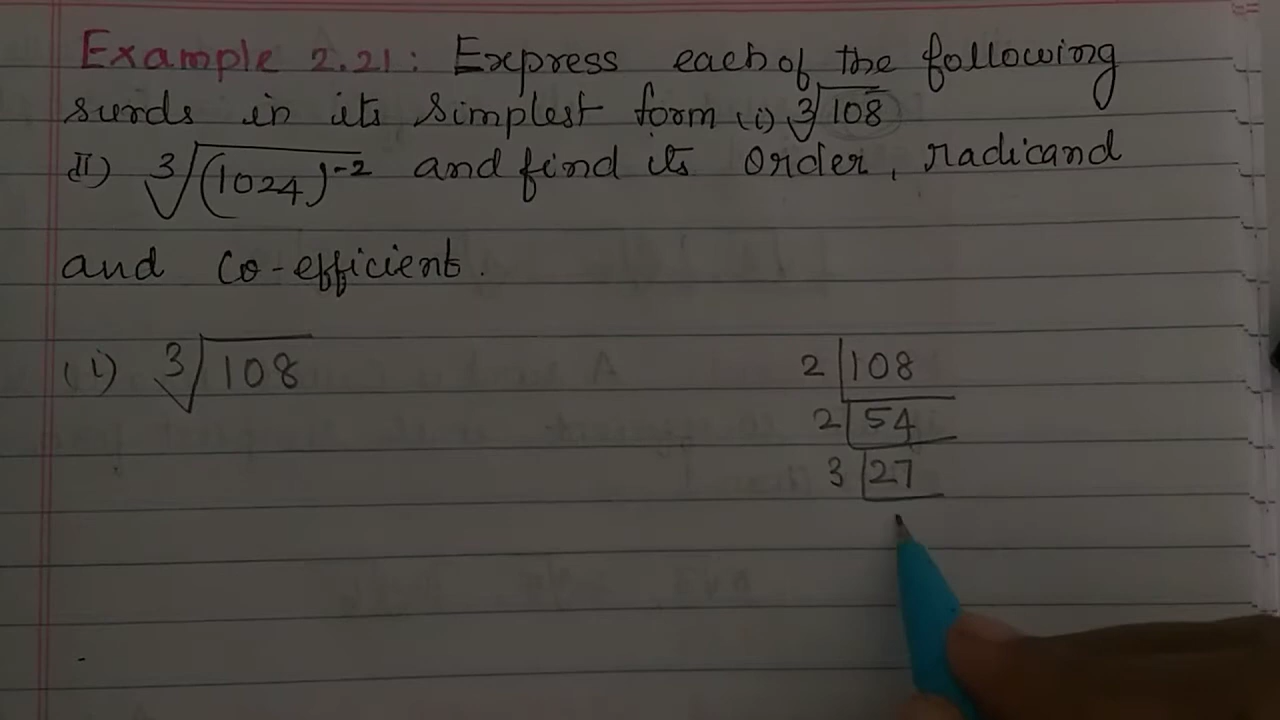 Example 2.21: Express each of the following
surds in its simplest form (i) ∛108
II) ∛(1024)⁻² and find its order, radicand
and co-efficient.
(i) ∛108
2 108
2 54
3 27